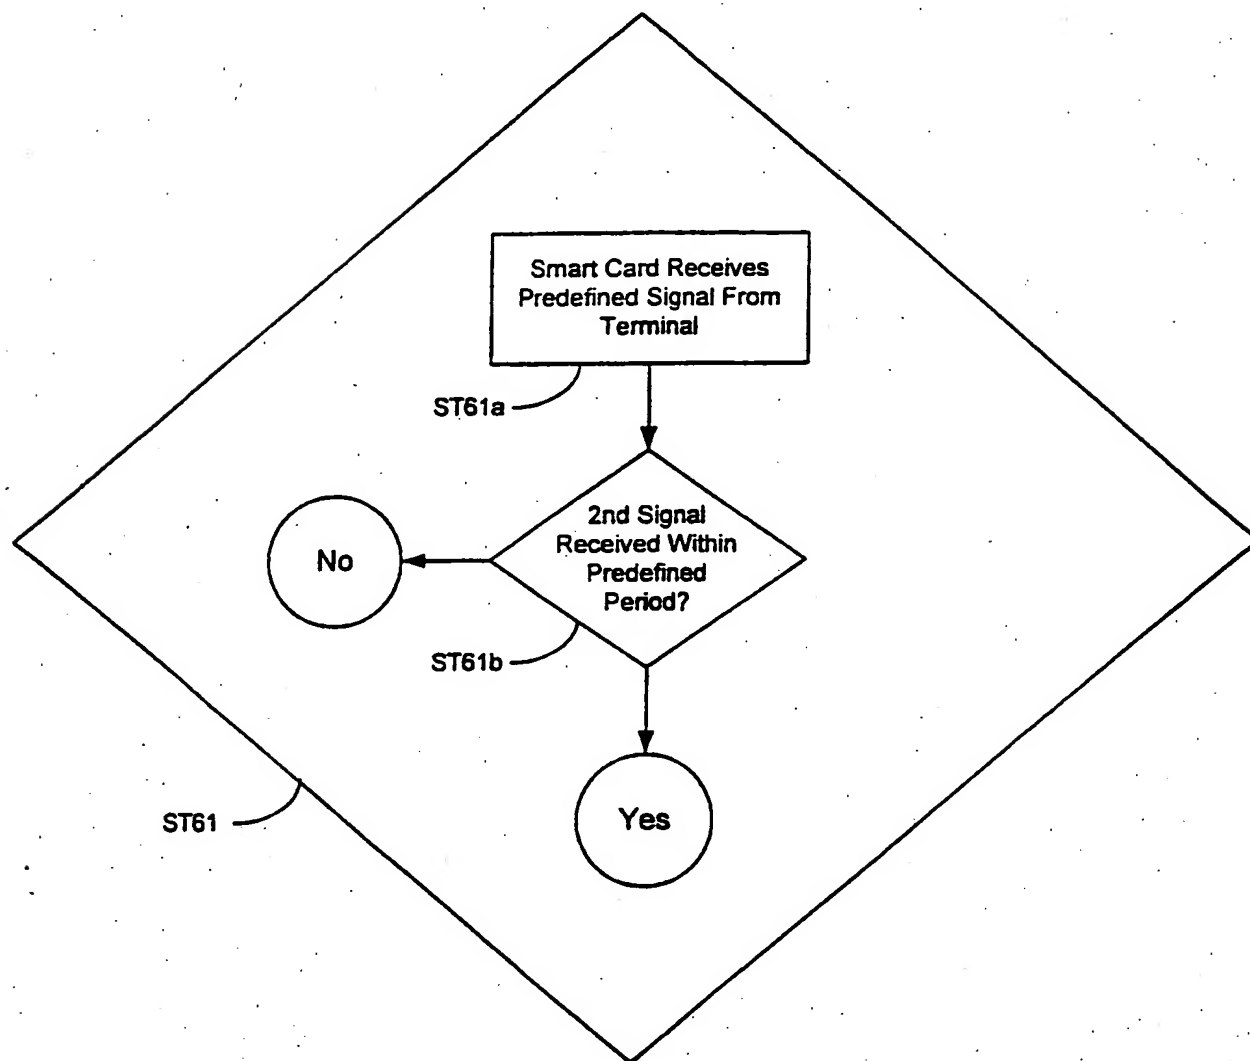 Smart Card Receives
Predefined Signal From
Terminal
ST61a
2nd Signal
Received Within
Predefined
Period?
No
ST61b
Yes
ST61